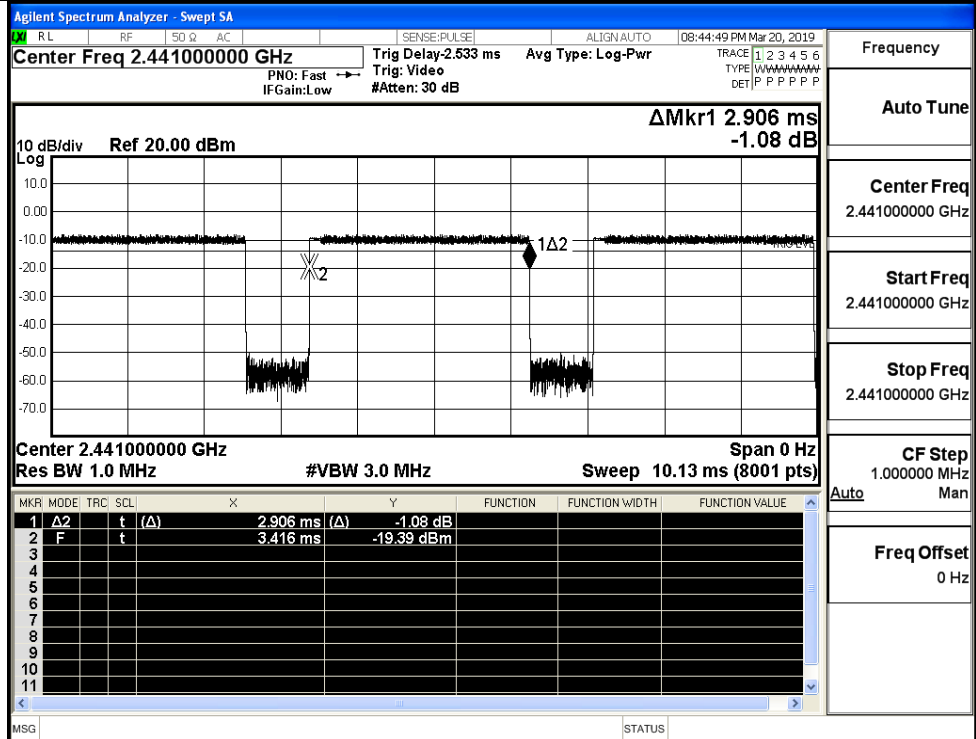 Agilent Spectrum Analyzer - Swept SA
LXI RL RF 50 Ω AC SENSE:PULSE ALIGN AUTO 08:44:49 PM Mar 20, 2019
Center Freq 2.441000000 GHz
PNO: Fast
IFGain:Low
Trig Delay-2.533 ms
Trig: Video
#Atten: 30 dB
Avg Type: Log-Pwr
TRACE 1 2 3 4 5 6
TYPE WWWWWW
DET P P P P P P
ΔMkr1 2.906 ms
-1.08 dB
10 dB/div Ref 20.00 dBm
Log
10.0
0.00
-10.0
-20.0
-30.0
-40.0
-50.0
-60.0
-70.0
1Δ2
TRIG LVL
2
Center 2.441000000 GHz Span 0 Hz
Res BW 1.0 MHz #VBW 3.0 MHz Sweep 10.13 ms (8001 pts)
MKR MODE TRC SCL X Y FUNCTION FUNCTION WIDTH FUNCTION VALUE
1 Δ2 t (Δ) 2.906 ms (Δ) -1.08 dB
2 F t 3.416 ms -19.39 dBm
3
4
5
6
7
8
9
10
11
MSG STATUS
Frequency
Auto Tune
Center Freq
2.441000000 GHz
Start Freq
2.441000000 GHz
Stop Freq
2.441000000 GHz
CF Step
1.000000 MHz
Auto Man
Freq Offset
0 Hz